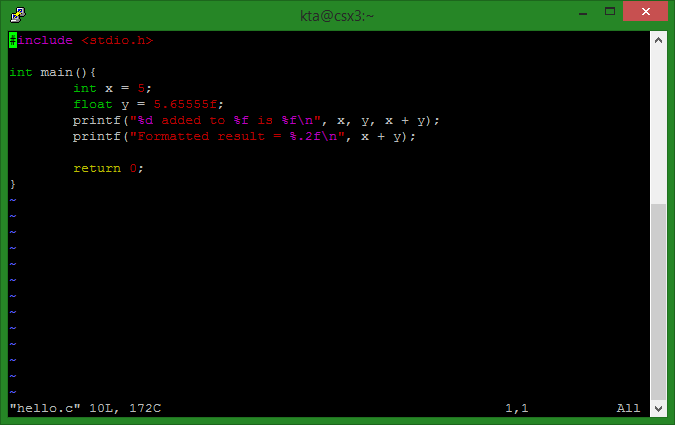 kta@csx3:~
#include <stdio.h>
int main(){
int x = 5;
float y = 5.65555f;
printf("%d added to %f is %f\n", x, y, x + y);
printf("Formatted result = %.2f\n", x + y);
return 0;
}
~
~
~
~
~
~
~
~
~
~
~
~
~
"hello.c" 10L, 172C 1,1 All